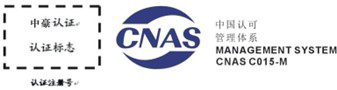 中豪认证
认证标志
认证注册号
CNAS
中国认可
管理体系
MANAGEMENT SYSTEM
CNAS C015-M